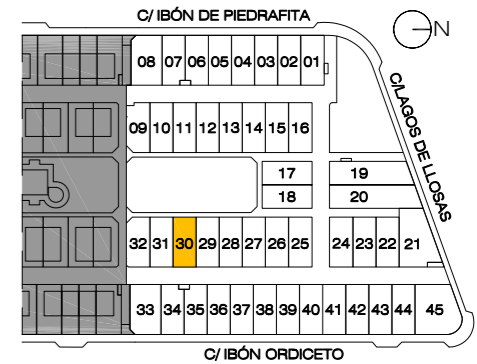 C/ IBÓN DE PIEDRAFITA
N
08 07 06 05 04 03 02 01
C/LAGOS DE LLOSAS
09 10 11 12 13 14 15 16
17 19
18 20
32 31 30 29 28 27 26 25 24 23 22 21
33 34 35 36 37 38 39 40 41 42 43 44 45
C/ IBÓN ORDICETO